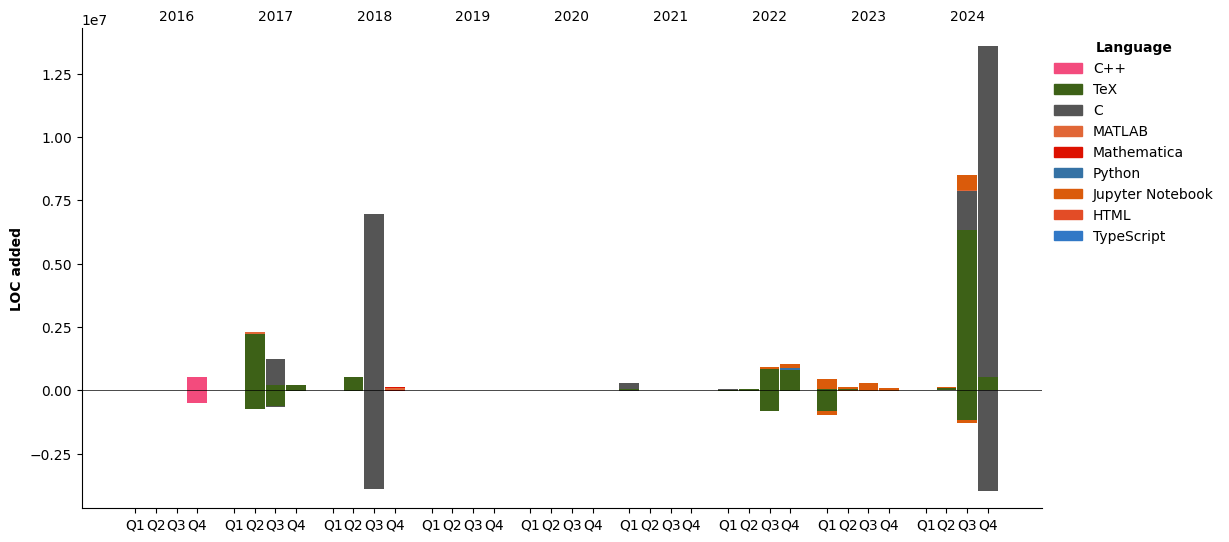 2016 2017 2018 2019 2020 2021 2022 2023 2024
1e7
1.25
1.00
0.75
0.50
0.25
0.00
−0.25
LOC added
Q1 Q2 Q3 Q4 Q1 Q2 Q3 Q4 Q1 Q2 Q3 Q4 Q1 Q2 Q3 Q4 Q1 Q2 Q3 Q4 Q1 Q2 Q3 Q4 Q1 Q2 Q3 Q4 Q1 Q2 Q3 Q4 Q1 Q2 Q3 Q4
Language
C++
TeX
C
MATLAB
Mathematica
Python
Jupyter Notebook
HTML
TypeScript